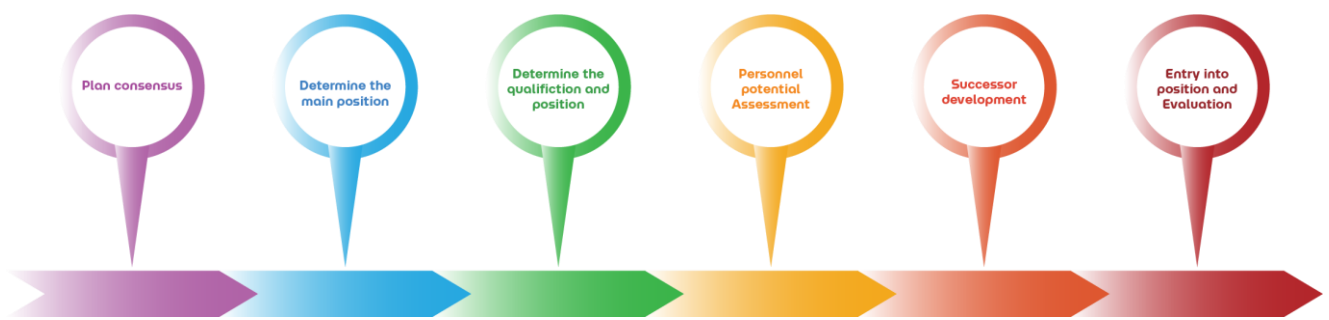 Plan consensus
Determine the
main position
Determine the
qualifiction and
position
Personnel
potential
Assessment
Successor
development
Entry into
position and
Evaluation